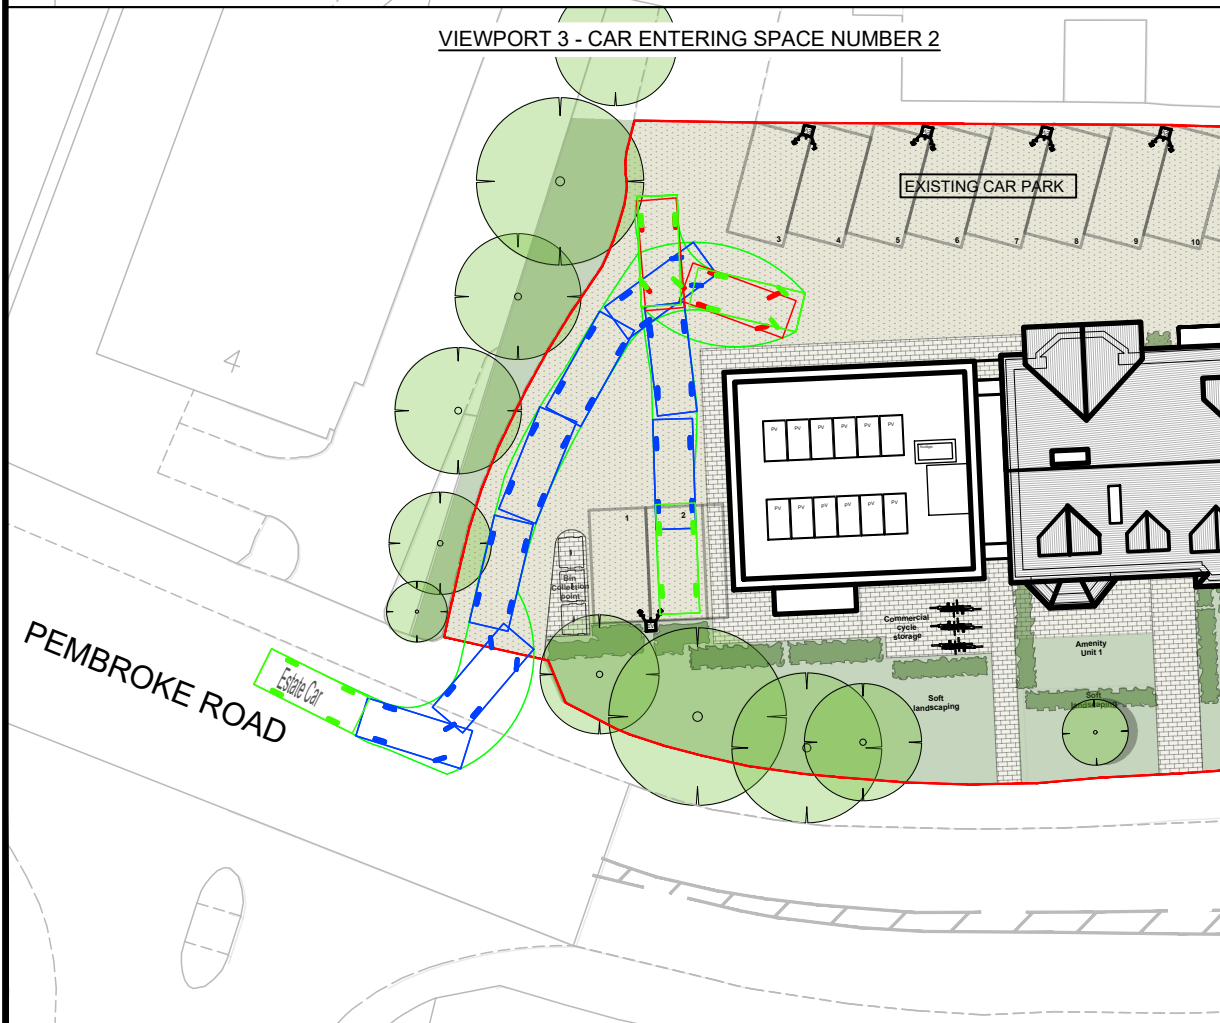 VIEWPORT 3 - CAR ENTERING SPACE NUMBER 2
EXISTING CAR PARK
3
4
5
6
7
8
9
10
4
PV PV PV PV PV PV
PV PV PV PV PV PV
1
2
Bin
Collection
point
Commercial
cycle
storage
Amenity
Unit 1
Soft
landscaping
Soft
landscaping
Estate Car
PEMBROKE ROAD